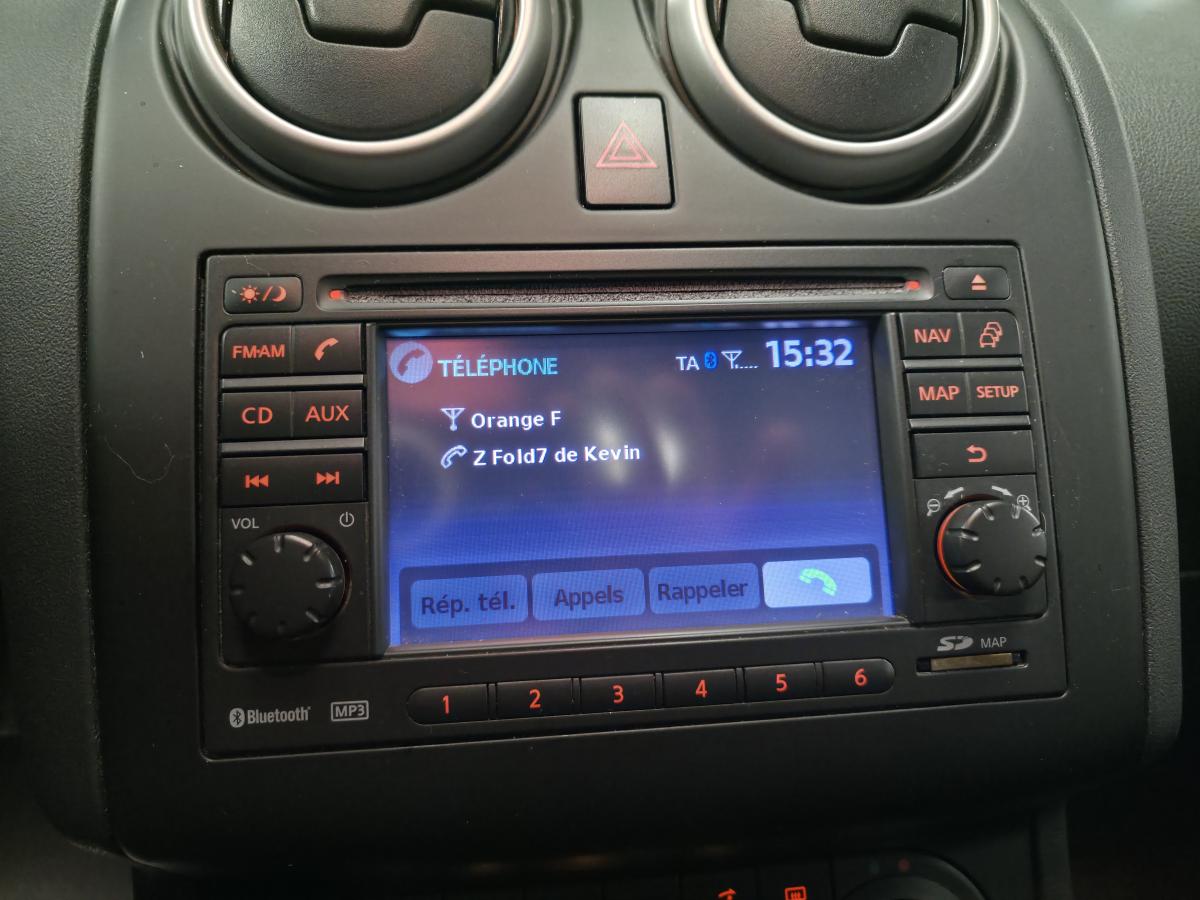 FM·AM
CD AUX
VOL
TÉLÉPHONE
TA 15:32
Orange F
Z Fold7 de Kevin
Rép. tél. Appels Rappeler
NAV
MAP SETUP
SD MAP
1 2 3 4 5 6
Bluetooth MP3